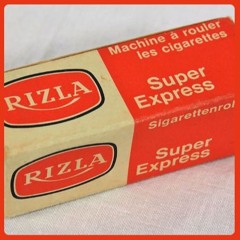 RIZLA
Machine à rouler
les cigarettes
Super
Express
Sigarettenrol
RIZLA
Super
Express